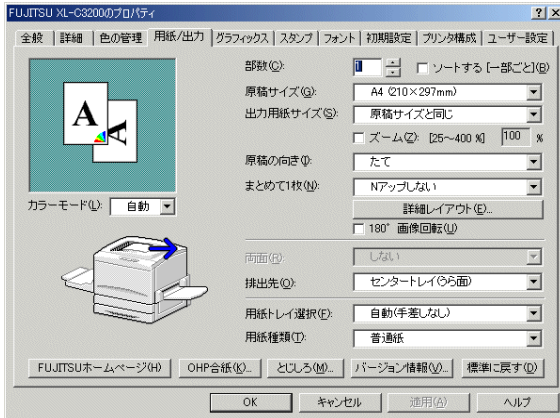 FUJITSU XL-C3200のプロパティ
全般 詳細 色の管理 用紙/出力 グラフィックス スタンプ フォント 初期設定 プリンタ構成 ユーザー設定
部数(C): 1 ソートする [一部ごと](B)
原稿サイズ(G): A4 (210×297mm)
出力用紙サイズ(S): 原稿サイズと同じ
ズーム(Z): [25～400 %] 100 %
原稿の向き(I): たて
まとめて1枚(N): Nアップしない
詳細レイアウト(E)...
180° 画像回転(U)
A
A
カラーモード(L): 自動
両面(R): しない
排出先(O): センタートレイ(うら面)
用紙トレイ選択(F): 自動(手差しなし)
用紙種類(T): 普通紙
FUJITSUホームページ(H) OHP合紙(K)... とじしろ(M)... バージョン情報(V)... 標準に戻す(D)
OK キャンセル 適用(A) ヘルプ